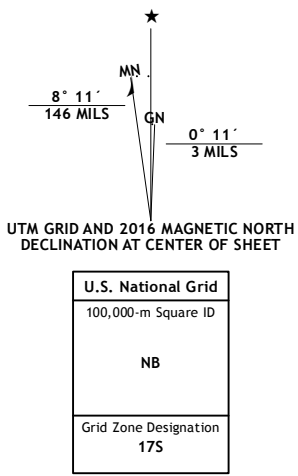 ★
MN
8° 11´
146 MILS
GN
0° 11´
3 MILS
UTM GRID AND 2016 MAGNETIC NORTH
DECLINATION AT CENTER OF SHEET
U.S. National Grid
100,000-m Square ID
NB
Grid Zone Designation
17S